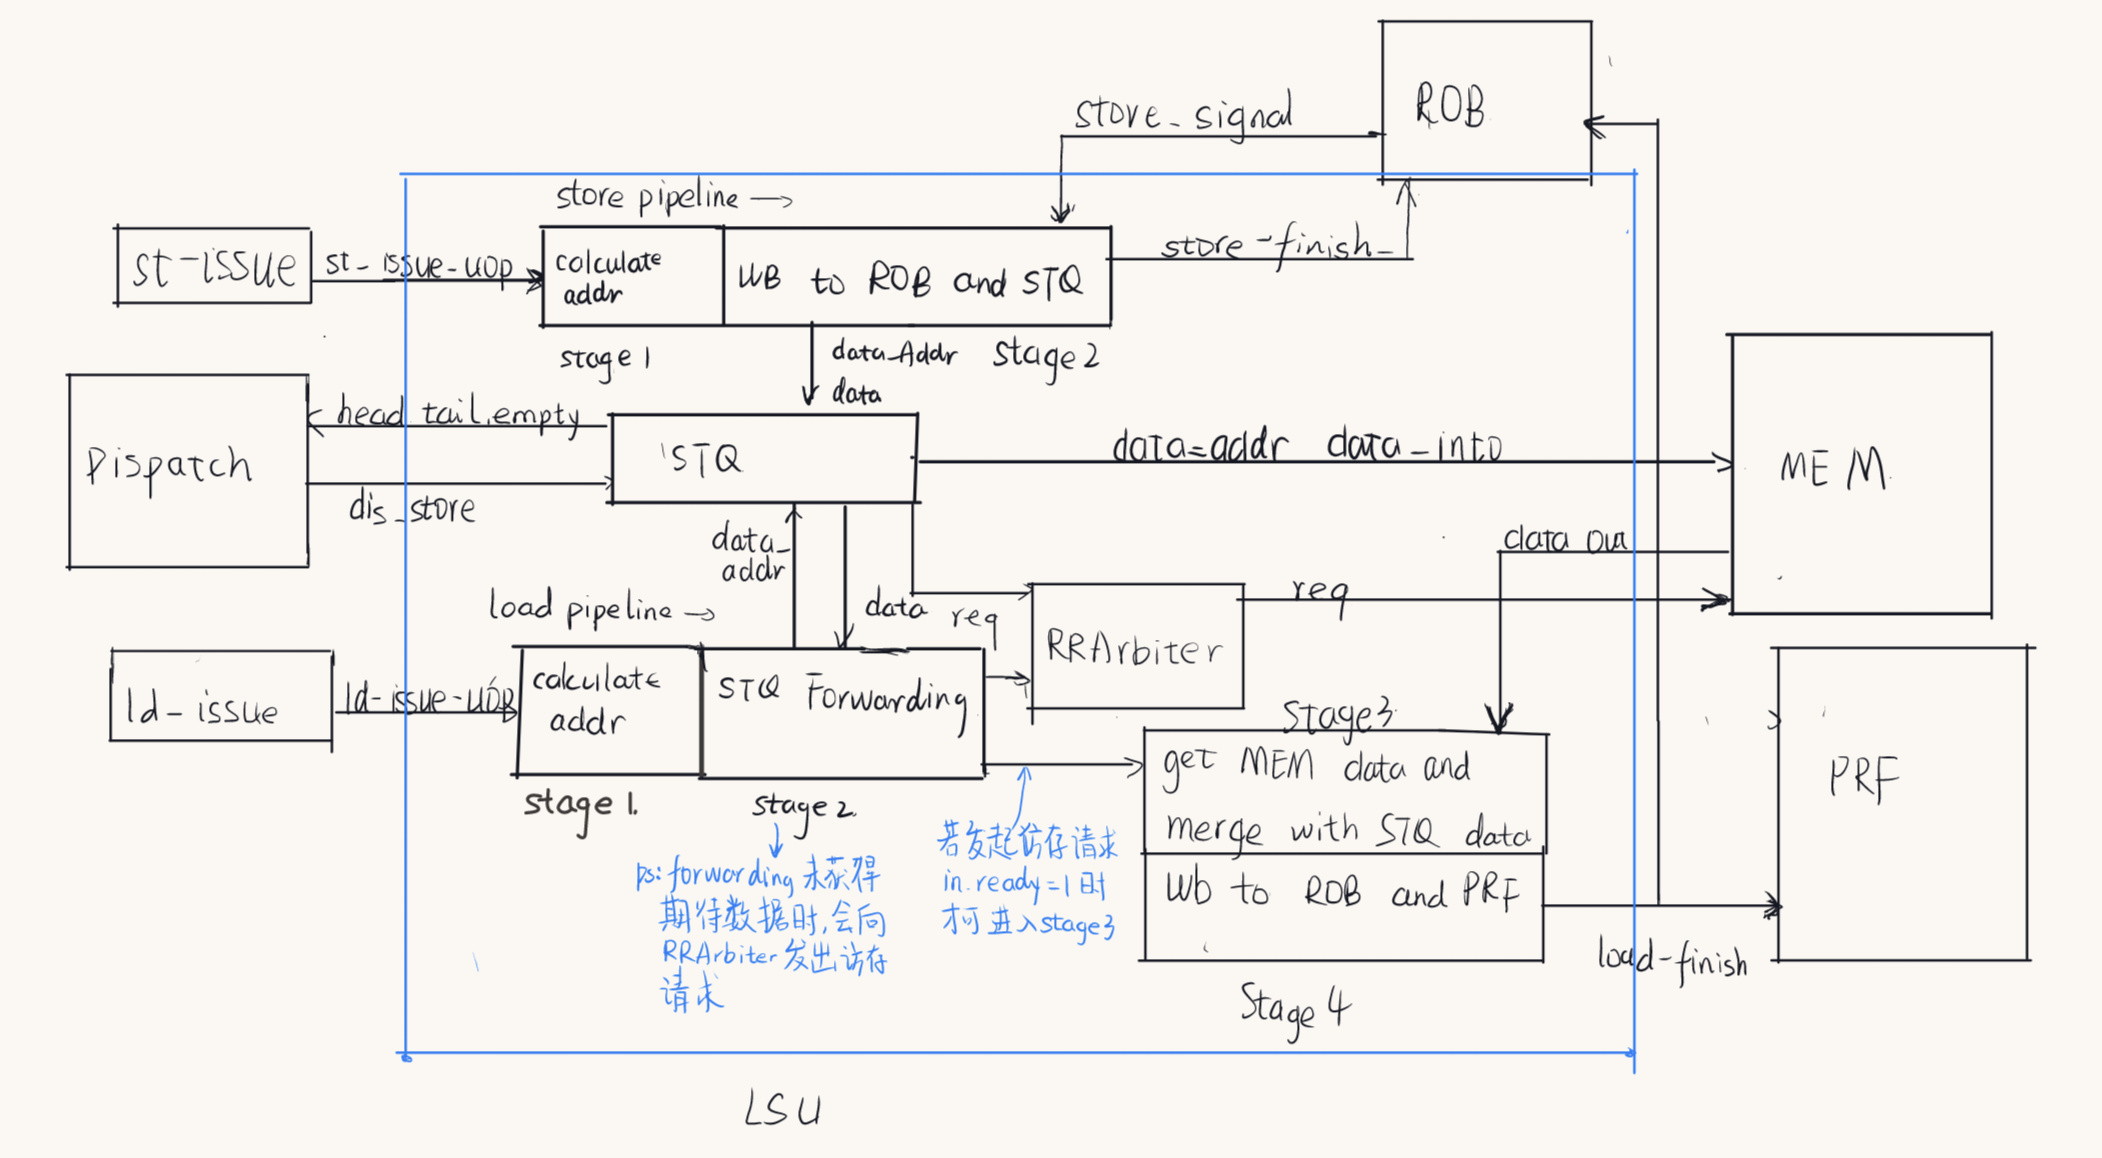 ROB
store_signal
store pipeline →
st-issue
st_issue-uop
calculate
addr
WB to ROB and STQ
store-finish_
stage 1
data_Addr
data
stage2
Dispatch
head tail.empty
dis_store
STQ
data=addr data_into
MEM
data_
addr
data
req
data out
req
RRArbiter
load pipeline →
ld-issue
ld-issue-uop
calculate
addr
STQ Forwarding
stage 1.
stage 2.
Stage3
get MEM data and
merge with STQ data
Wb to ROB and PRF
Stage 4
load-finish
PRF
ps: forwarding 未获得
期待数据时,会向
RRArbiter发出访存
请求
若发起访存请求
in.ready=1时
才可进入stage3
LSU